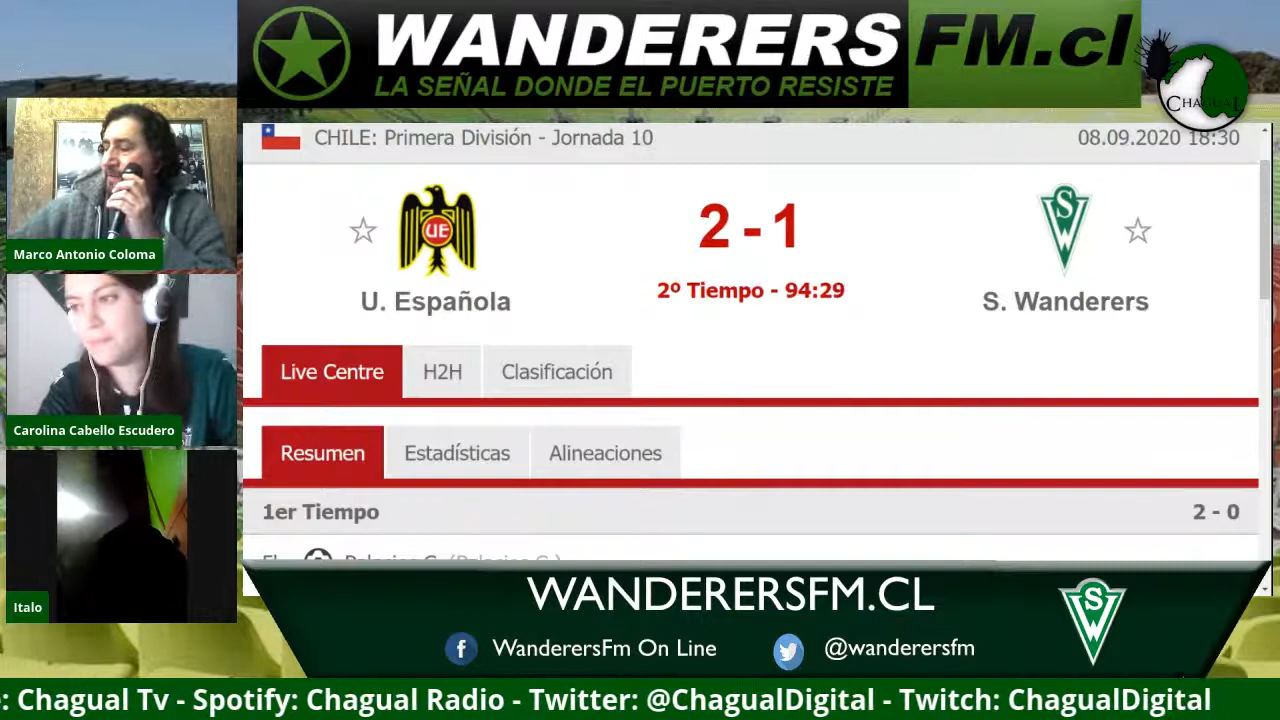 WANDERERS FM.cl
LA SEÑAL DONDE EL PUERTO RESISTE
CHAGUAL
CHILE: Primera División - Jornada 10
08.09.2020 18:30
UE
2 - 1
S
W
U. Española
2º Tiempo - 94:29
S. Wanderers
Marco Antonio Coloma
Live Centre
H2H
Clasificación
Carolina Cabello Escudero
Resumen
Estadísticas
Alineaciones
1er Tiempo
2 - 0
Italo
WANDERERSFM.CL
S
W
f WanderersFm On Line
@wanderersfm
: Chagual Tv - Spotify: Chagual Radio - Twitter: @ChagualDigital - Twitch: ChagualDigital